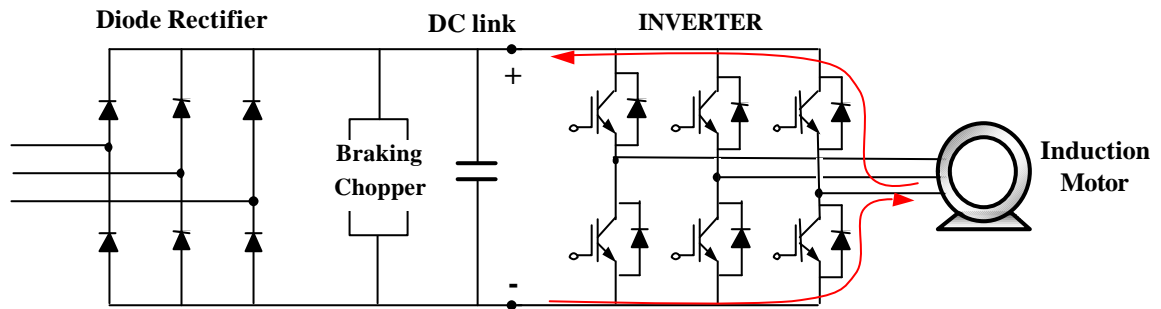 Diode Rectifier
DC link
INVERTER
+
Braking
Chopper
Induction
Motor
-